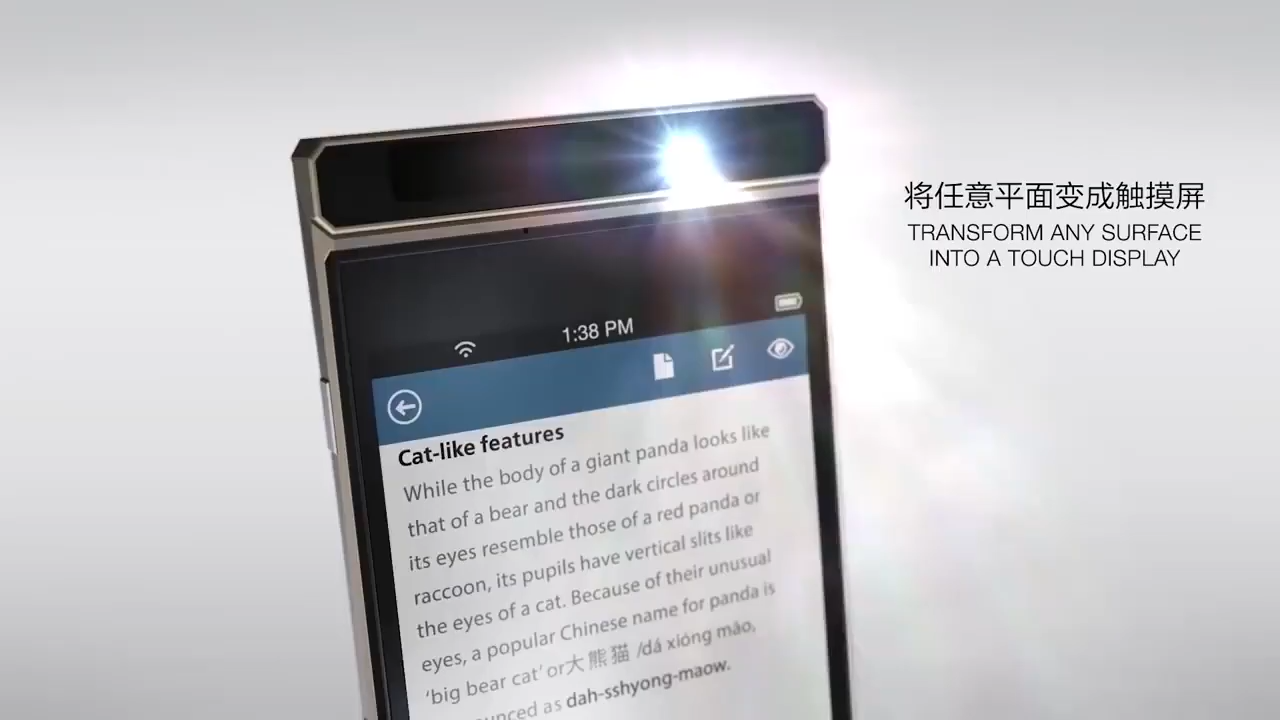 将任意平面变成触摸屏
TRANSFORM ANY SURFACE
INTO A TOUCH DISPLAY
1:38 PM
Cat-like features
While the body of a giant panda looks like
that of a bear and the dark circles around
its eyes resemble those of a red panda or
raccoon, its pupils have vertical slits like
the eyes of a cat. Because of their unusual
eyes, a popular Chinese name for panda is
‘big bear cat’ or大熊猫 /dá xióng māo,
as dah-sshyong-maow.